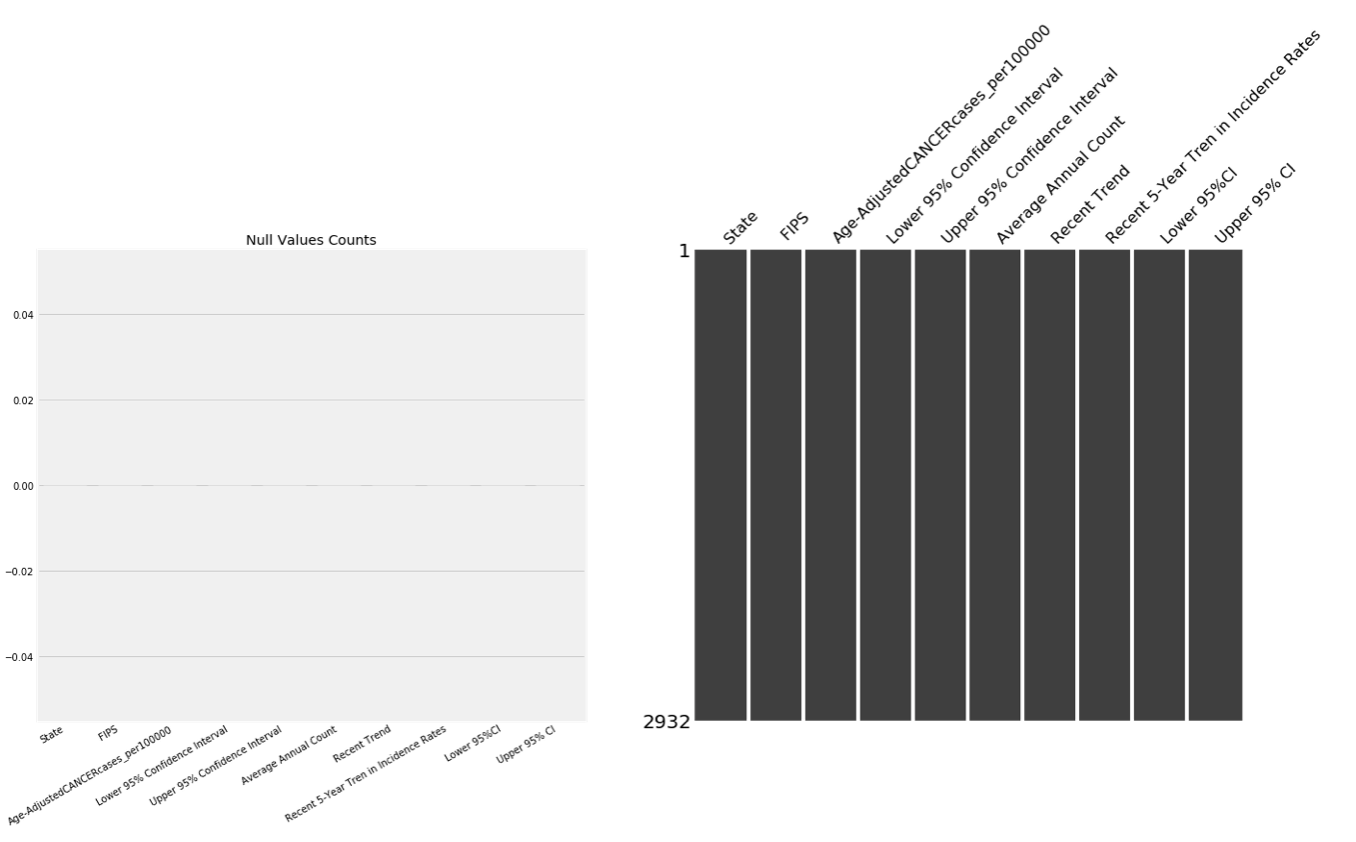 Null Values Counts
0.04
0.02
0.00
−0.02
−0.04
State
FIPS
Age-AdjustedCANCERcases_per100000
Lower 95% Confidence Interval
Upper 95% Confidence Interval
Average Annual Count
Recent Trend
Recent 5-Year Tren in Incidence Rates
Lower 95%CI
Upper 95% CI
State
FIPS
Age-AdjustedCANCERcases_per100000
Lower 95% Confidence Interval
Upper 95% Confidence Interval
Average Annual Count
Recent Trend
Recent 5-Year Tren in Incidence Rates
Lower 95%CI
Upper 95% CI
1
2932